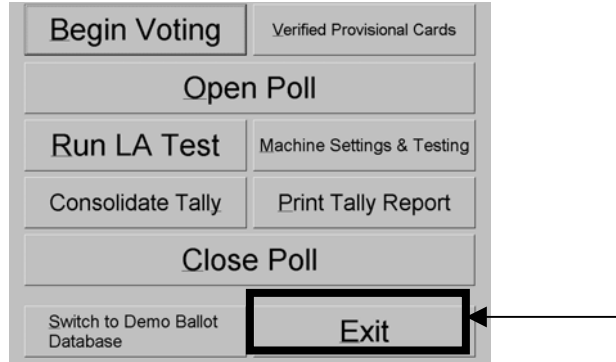 Begin Voting
Verified Provisional Cards
Open Poll
Run LA Test
Machine Settings & Testing
Consolidate Tally
Print Tally Report
Close Poll
Switch to Demo Ballot
Database
Exit